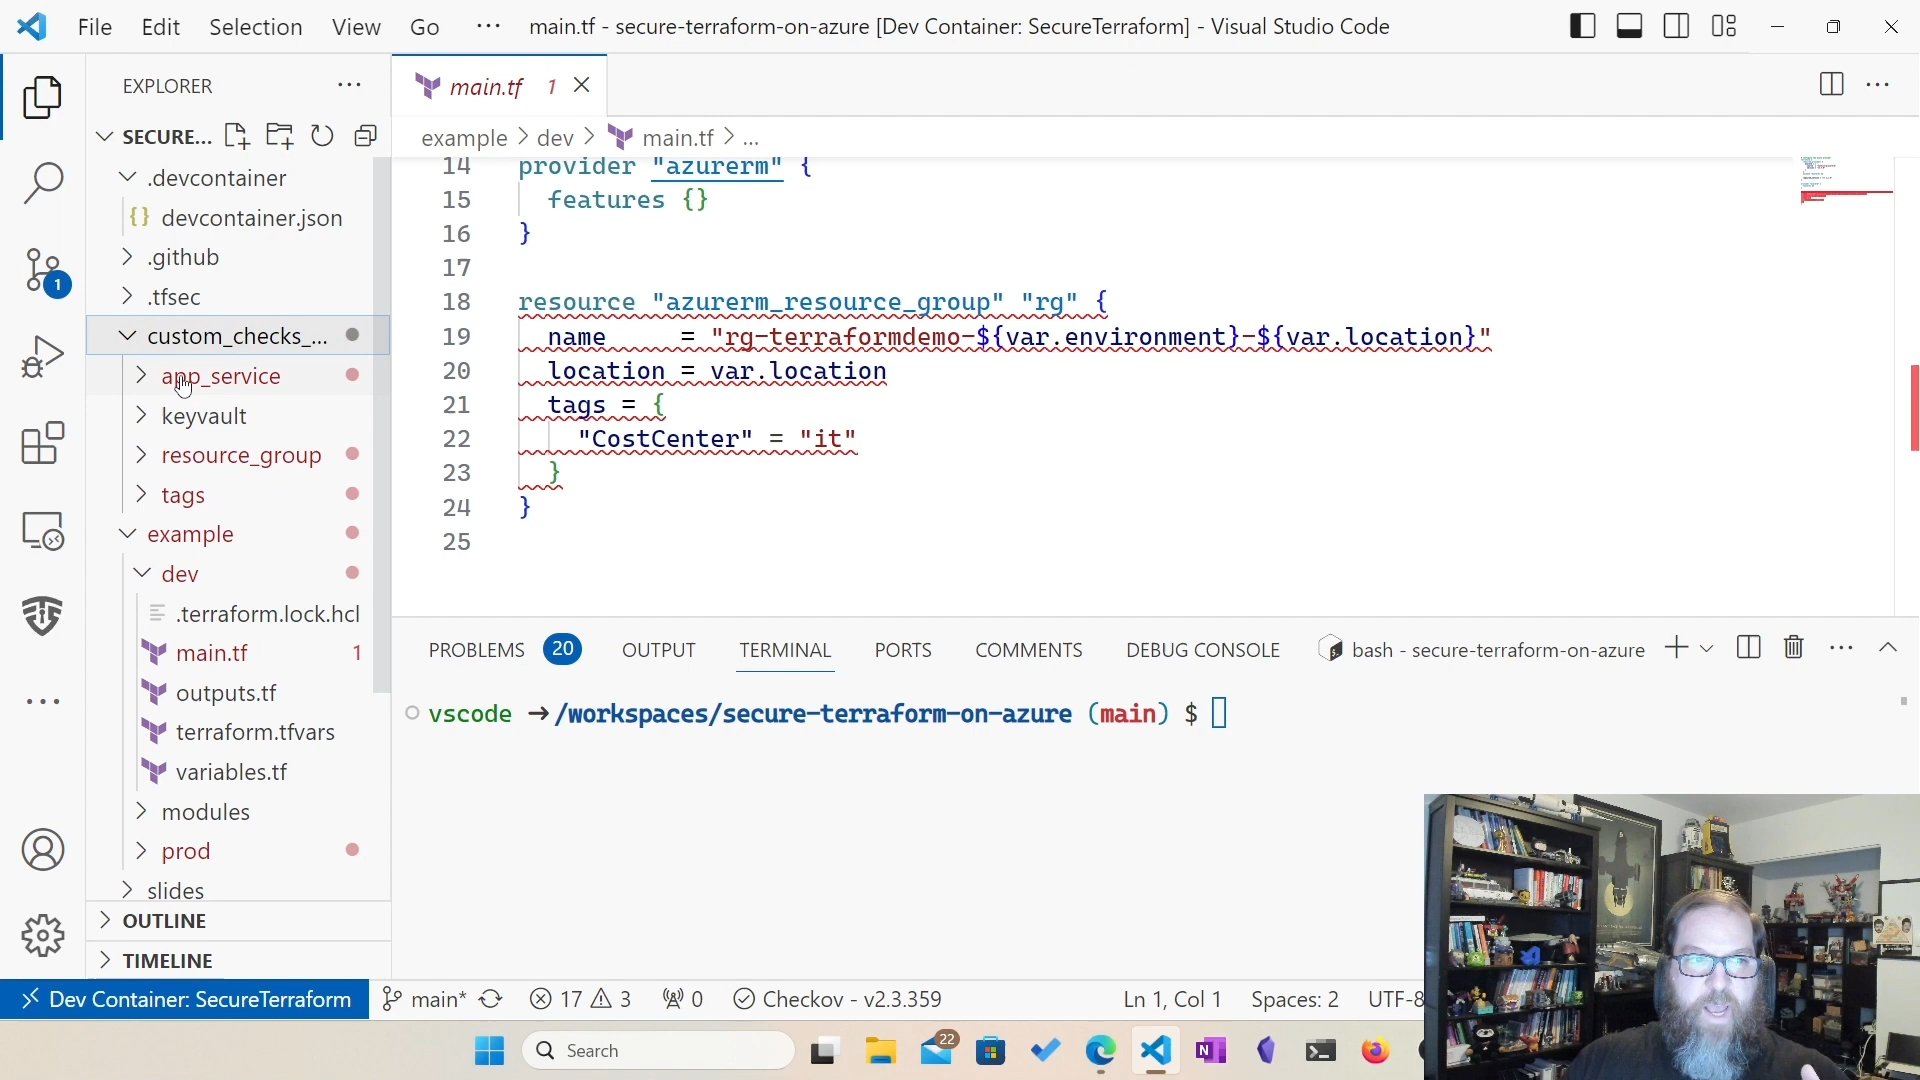 File Edit Selection View Go ··· main.tf - secure-terraform-on-azure [Dev Container: SecureTerraform] - Visual Studio Code
EXPLORER ···
main.tf 1
SECURE...
example > dev > main.tf > ...
.devcontainer
{} devcontainer.json
.github
.tfsec
custom_checks_...
app_service
keyvault
resource_group
tags
example
dev
.terraform.lock.hcl
main.tf 1
outputs.tf
terraform.tfvars
variables.tf
modules
prod
slides
OUTLINE
TIMELINE
14 provider "azurerm" {
15 features {}
16 }
17
18 resource "azurerm_resource_group" "rg" {
19 name     = "rg-terraformdemo-${var.environment}-${var.location}"
20 location = var.location
21 tags = {
22 "CostCenter" = "it"
23 }
24 }
25
PROBLEMS 20 OUTPUT TERMINAL PORTS COMMENTS DEBUG CONSOLE bash - secure-terraform-on-azure
vscode → /workspaces/secure-terraform-on-azure (main) $
1
Dev Container: SecureTerraform main* 17 3 0 Checkov - v2.3.359 Ln 1, Col 1 Spaces: 2 UTF-8
Search 22